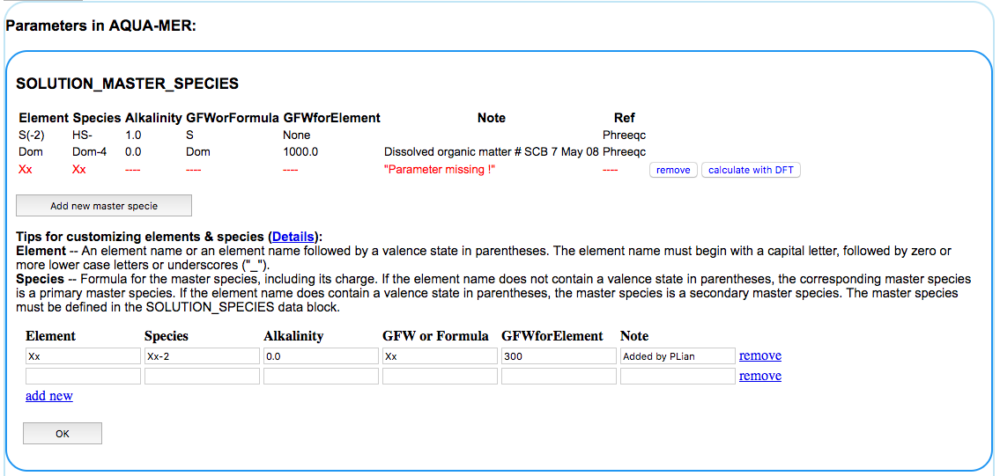 Parameters in AQUA-MER:
SOLUTION_MASTER_SPECIES
Element Species Alkalinity GFWorFormula GFWforElement Note Ref
S(-2) HS- 1.0 S None Phreeqc
Dom Dom-4 0.0 Dom 1000.0 Dissolved organic matter # SCB 7 May 08 Phreeqc
Xx Xx ---- ---- ---- "Parameter missing !" ---- remove calculate with DFT
Add new master specie
Tips for customizing elements & species (Details):
Element -- An element name or an element name followed by a valence state in parentheses. The element name must begin with a capital letter, followed by zero or
more lower case letters or underscores ("_").
Species -- Formula for the master species, including its charge. If the element name does not contain a valence state in parentheses, the corresponding master species
is a primary master species. If the element name does contain a valence state in parentheses, the master species is a secondary master species. The master species
must be defined in the SOLUTION_SPECIES data block.
Element Species Alkalinity GFW or Formula GFWforElement Note
Xx Xx-2 0.0 Xx 300 Added by PLian remove
remove
add new
OK